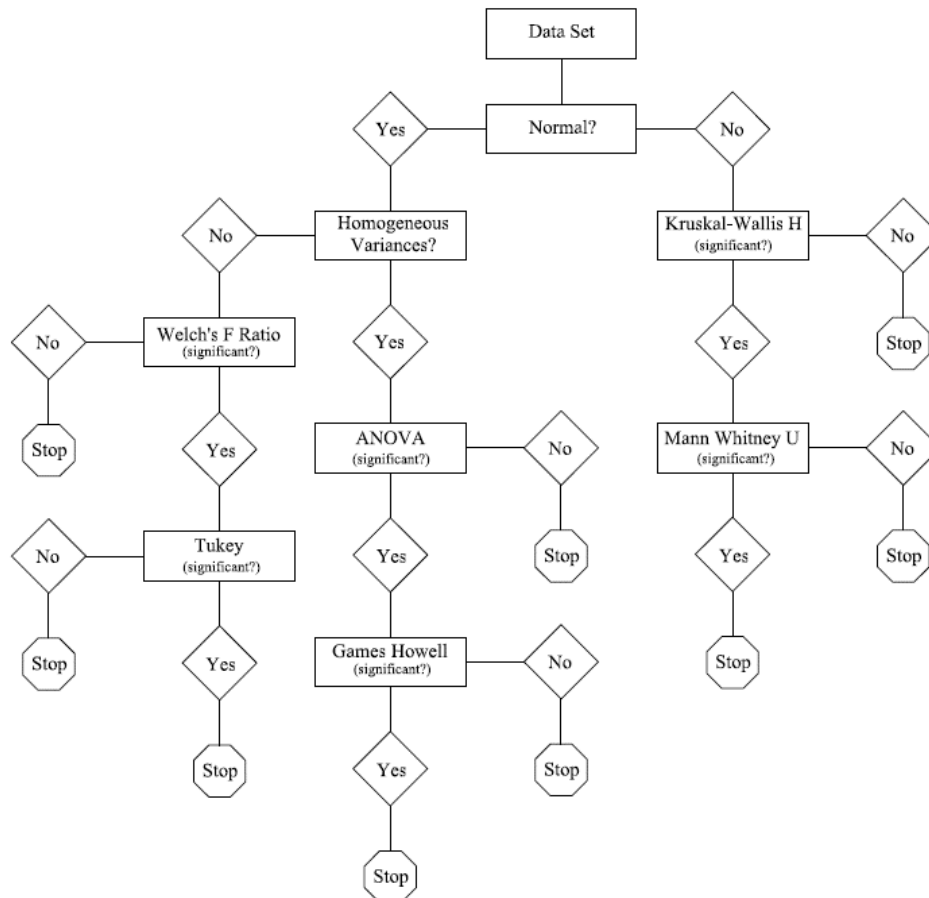 Data Set
Yes
Normal?
No
No
Homogeneous
Variances?
Kruskal-Wallis H
(significant?)
No
No
Welch's F Ratio
(significant?)
Yes
Yes
Stop
Stop
Yes
ANOVA
(significant?)
No
Mann Whitney U
(significant?)
No
No
Tukey
(significant?)
Yes
Stop
Yes
Stop
Stop
Yes
Games Howell
(significant?)
No
Stop
Stop
Yes
Stop
Stop